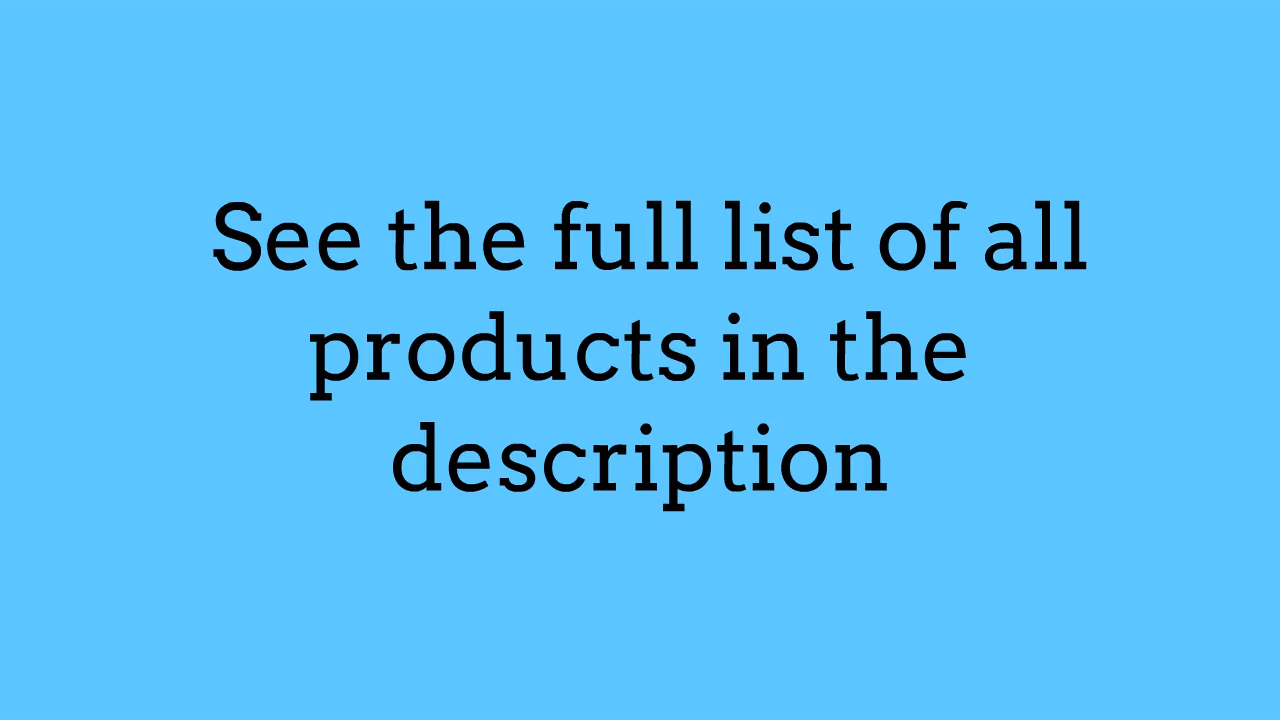 See the full list of all
products in the
description